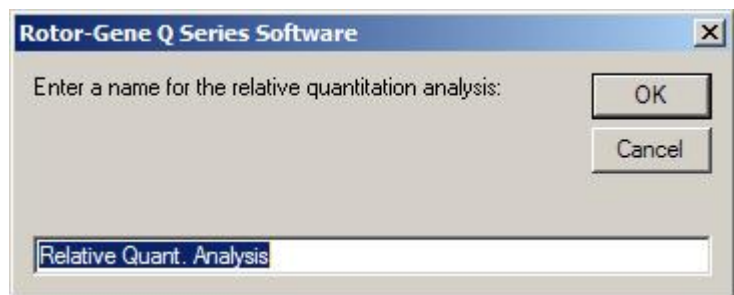 Rotor-Gene Q Series Software
Enter a name for the relative quantitation analysis:
OK
Cancel
Relative Quant. Analysis